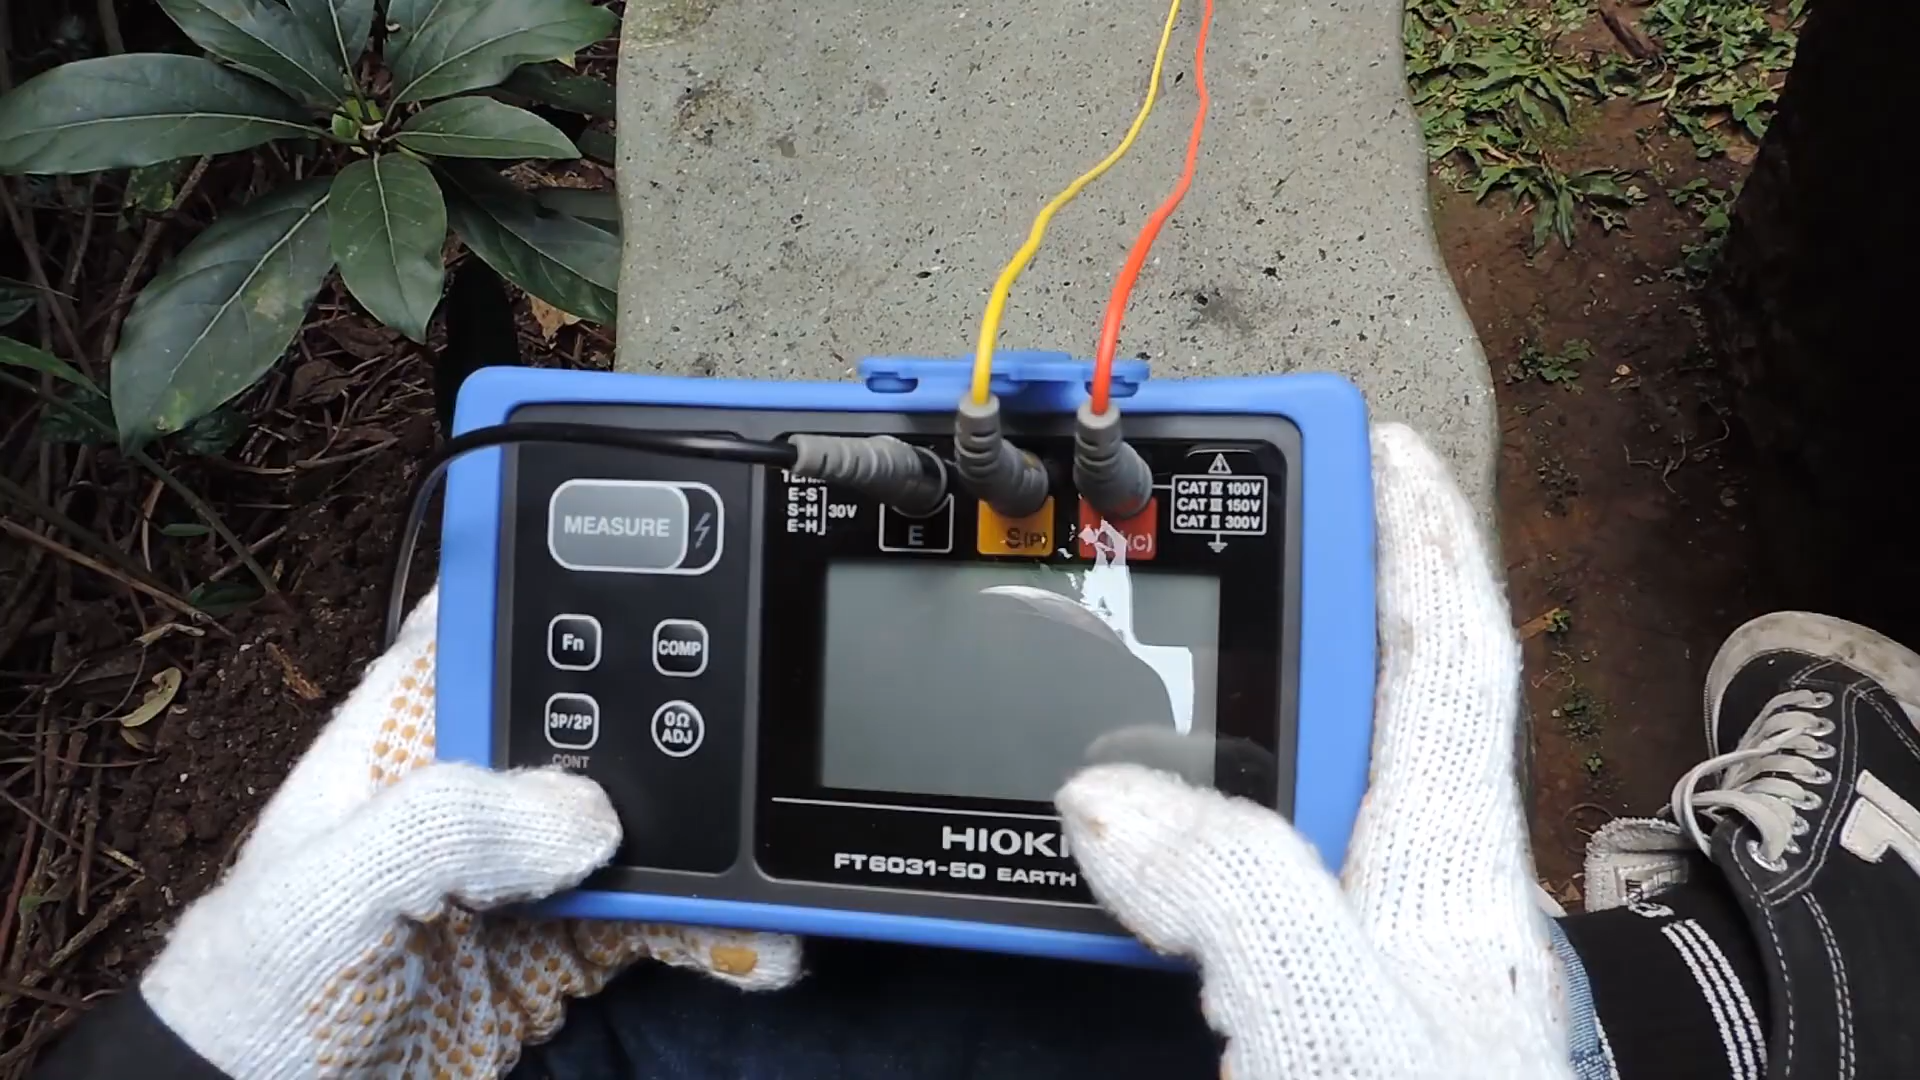 E-S
S-H
E-H
30V
E
S(P)
(C)
CAT IV 100V
CAT III 150V
CAT II 300V
MEASURE
Fn
COMP
3P/2P
0Ω
ADJ
CONT
HIOKI
FT6031-50 EARTH